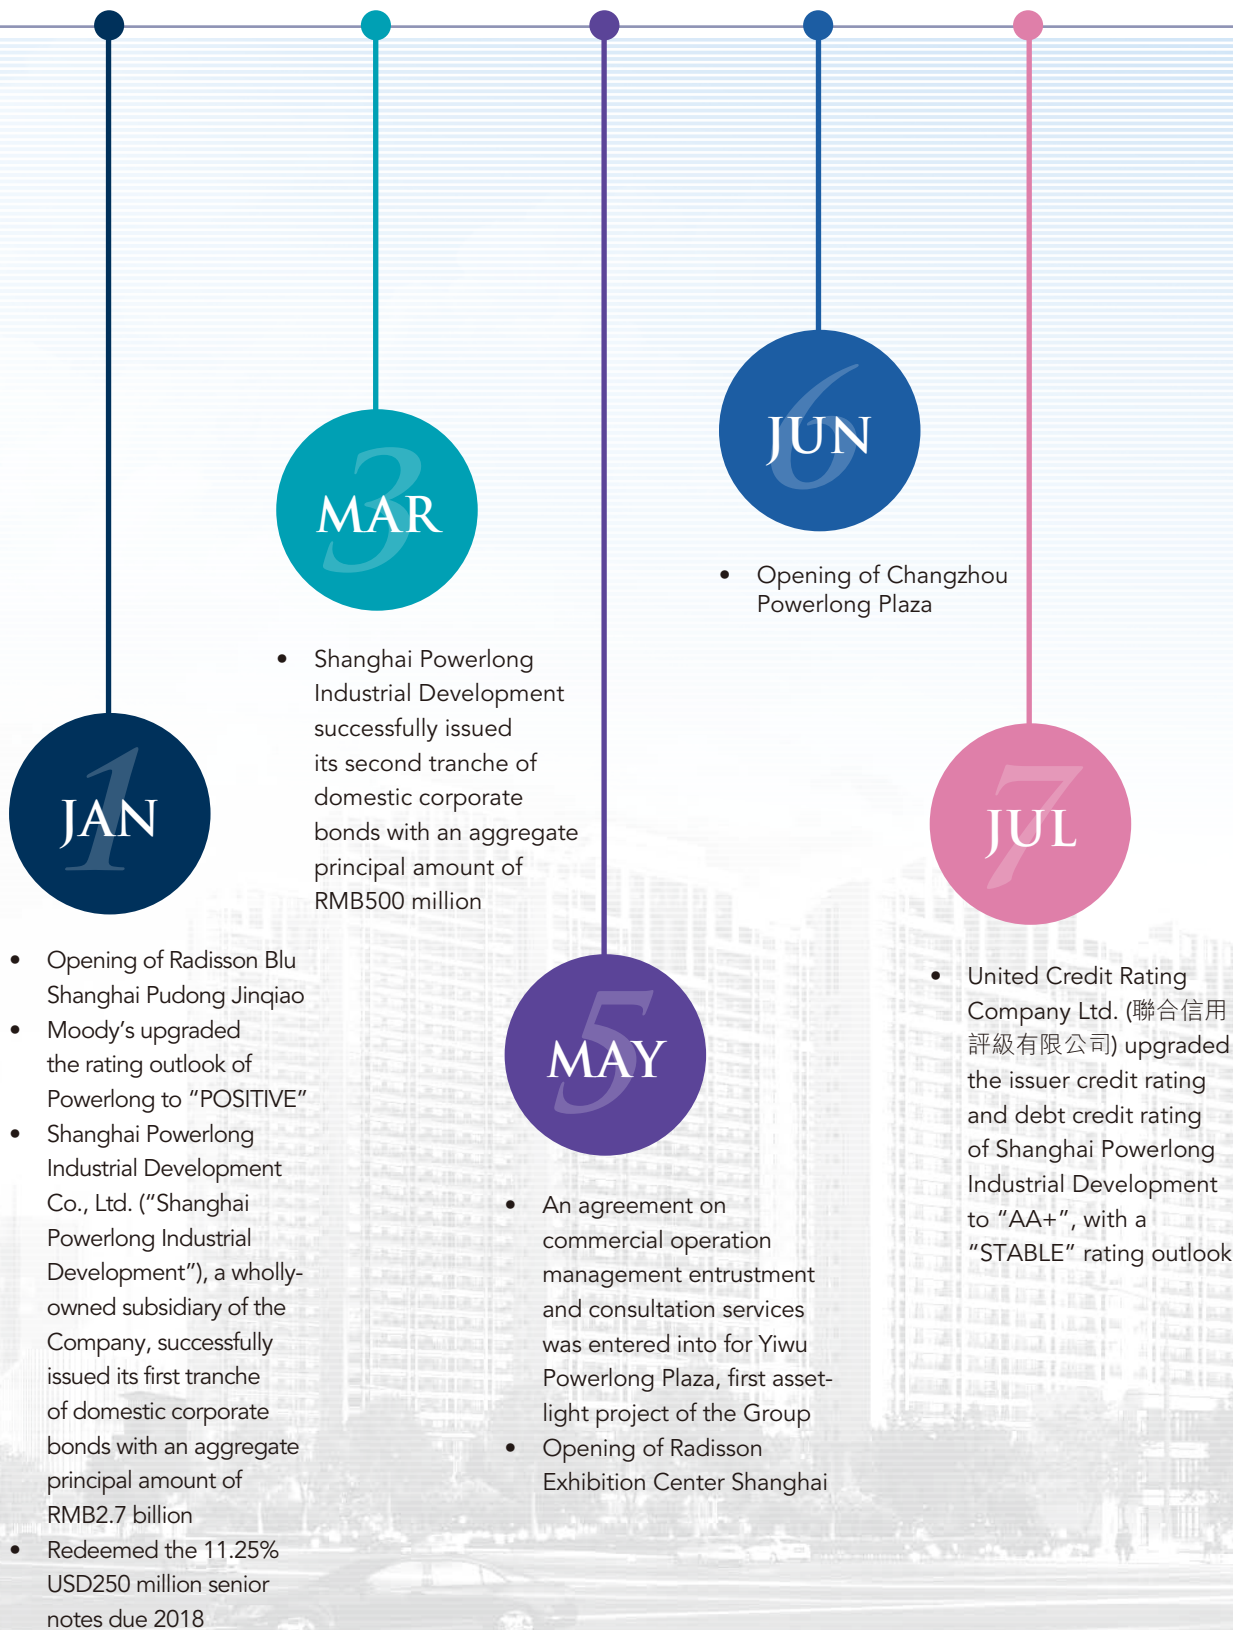 1
JAN
• Opening of Radisson Blu
Shanghai Pudong Jinqiao
• Moody’s upgraded
the rating outlook of
Powerlong to “POSITIVE”
• Shanghai Powerlong
Industrial Development
Co., Ltd. (“Shanghai
Powerlong Industrial
Development”), a wholly-
owned subsidiary of the
Company, successfully
issued its first tranche
of domestic corporate
bonds with an aggregate
principal amount of
RMB2.7 billion
• Redeemed the 11.25%
USD250 million senior
notes due 2018
3
MAR
• Shanghai Powerlong
Industrial Development
successfully issued
its second tranche of
domestic corporate
bonds with an aggregate
principal amount of
RMB500 million
5
MAY
• An agreement on
commercial operation
management entrustment
and consultation services
was entered into for Yiwu
Powerlong Plaza, first asset-
light project of the Group
• Opening of Radisson
Exhibition Center Shanghai
6
JUN
• Opening of Changzhou
Powerlong Plaza
7
JUL
• United Credit Rating
Company Ltd. (聯合信用
評級有限公司) upgraded
the issuer credit rating
and debt credit rating
of Shanghai Powerlong
Industrial Development
to “AA+”, with a
“STABLE” rating outlook